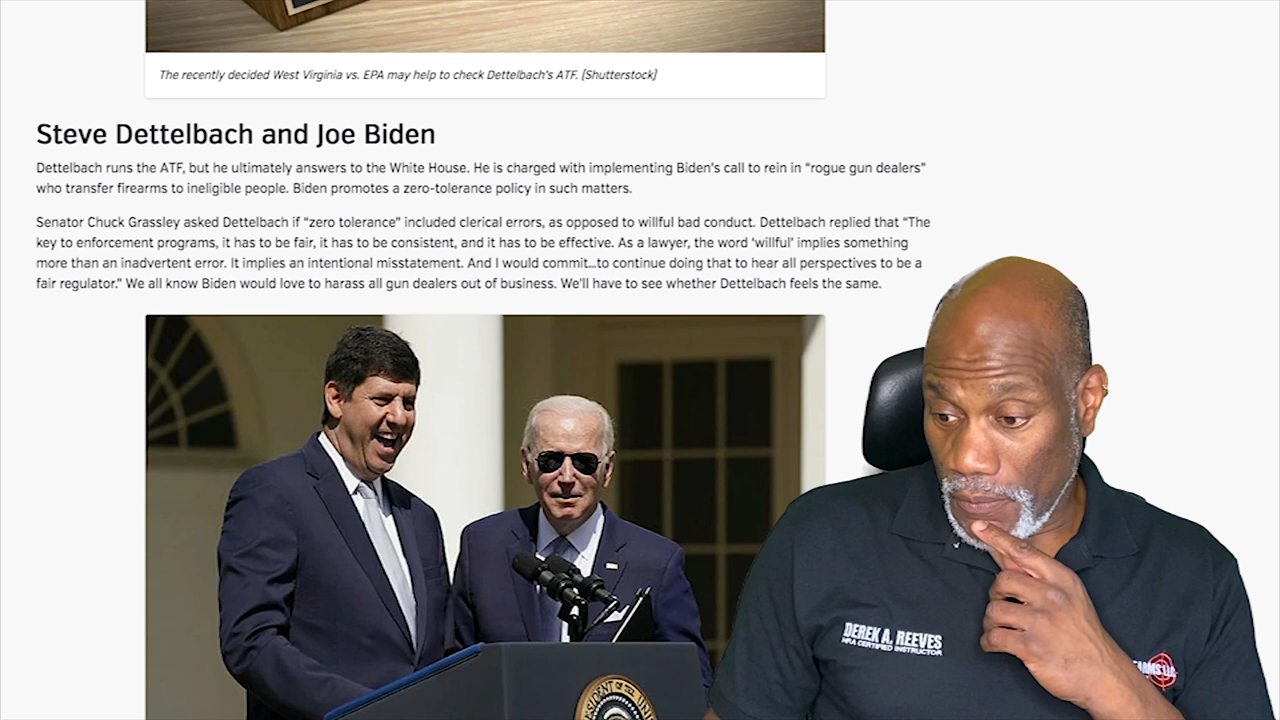 The recently decided West Virginia vs. EPA may help to check Dettelbach's ATF. [Shutterstock]
Steve Dettelbach and Joe Biden
Dettelbach runs the ATF, but he ultimately answers to the White House. He is charged with implementing Biden's call to rein in “rogue gun dealers”
who transfer firearms to ineligible people. Biden promotes a zero-tolerance policy in such matters.
Senator Chuck Grassley asked Dettelbach if “zero tolerance” included clerical errors, as opposed to willful bad conduct. Dettelbach replied that “The
key to enforcement programs, it has to be fair, it has to be consistent, and it has to be effective. As a lawyer, the word ‘willful’ implies something
more than an inadvertent error. It implies an intentional misstatement. And I would commit…to continue doing that to hear all perspectives to be a
fair regulator.” We all know Biden would love to harass all gun dealers out of business. We'll have to see whether Dettelbach feels the same.
DEREK A. REEVES
NRA CERTIFIED INSTRUCTOR